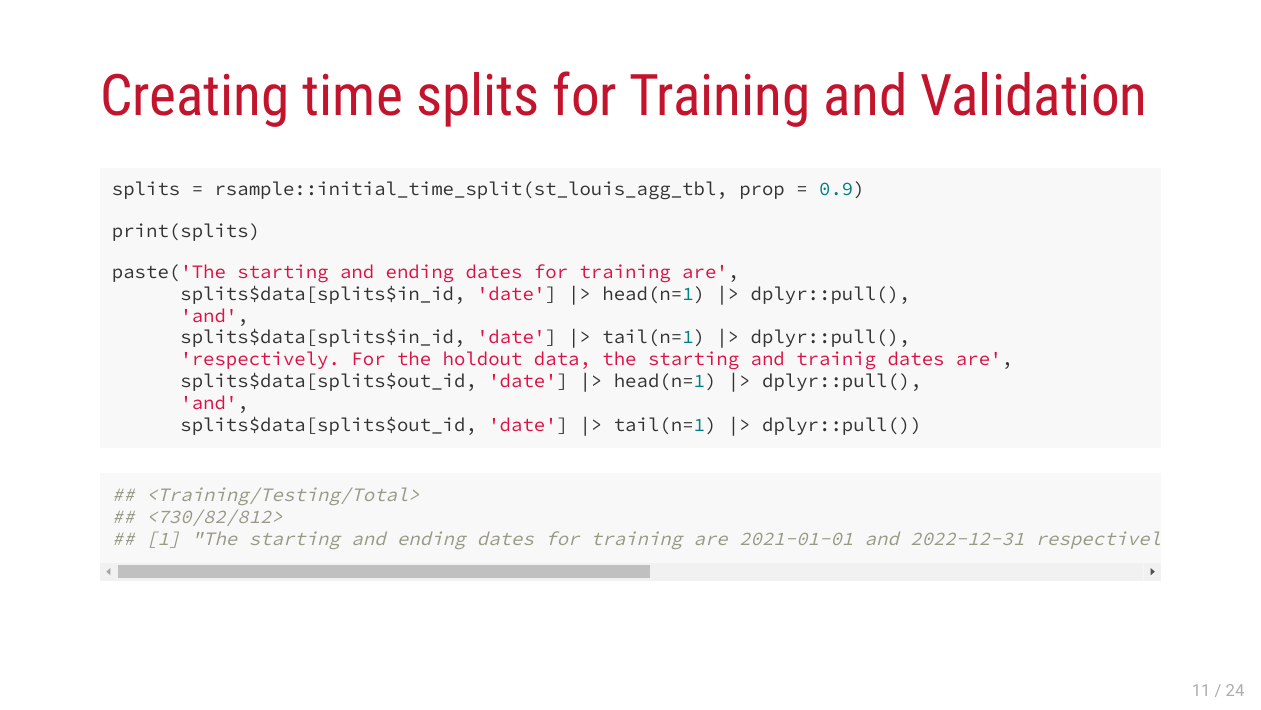 Creating time splits for Training and Validation
splits = rsample::initial_time_split(st_louis_agg_tbl, prop = 0.9)
print(splits)
paste('The starting and ending dates for training are',
      splits$data[splits$in_id, 'date'] |> head(n=1) |> dplyr::pull(),
      'and',
      splits$data[splits$in_id, 'date'] |> tail(n=1) |> dplyr::pull(),
      'respectively. For the holdout data, the starting and trainig dates are',
      splits$data[splits$out_id, 'date'] |> head(n=1) |> dplyr::pull(),
      'and',
      splits$data[splits$out_id, 'date'] |> tail(n=1) |> dplyr::pull())
## <Training/Testing/Total>
## <730/82/812>
## [1] "The starting and ending dates for training are 2021-01-01 and 2022-12-31 respectivel
11 / 24